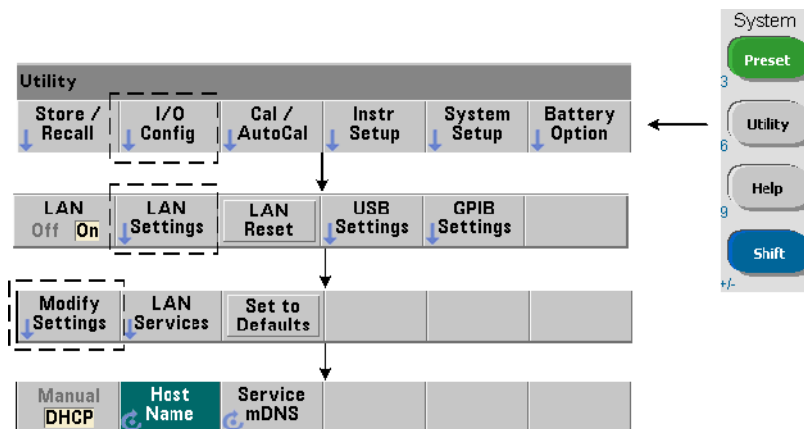 System
Preset
3
Utility
6
Help
9
Shift
+/-
Utility
Store / Recall
I/O Config
Cal / AutoCal
Instr Setup
System Setup
Battery Option
LAN
Off On
LAN Settings
LAN Reset
USB Settings
GPIB Settings
Modify Settings
LAN Services
Set to Defaults
Manual
DHCP
Host Name
Service mDNS